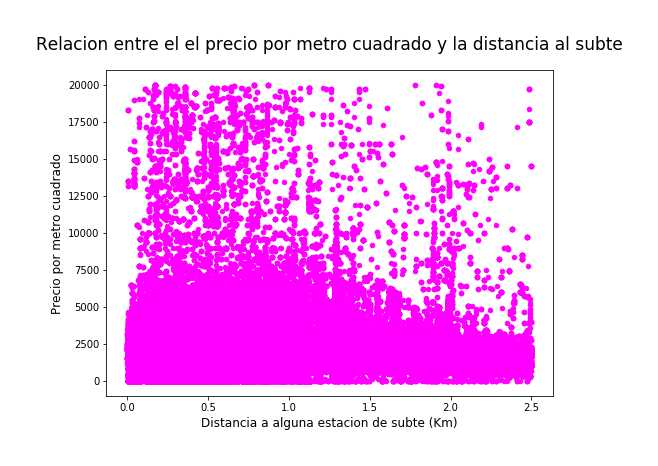 Relacion entre el el precio por metro cuadrado y la distancia al subte
20000
17500
15000
12500
10000
7500
5000
2500
0
Precio por metro cuadrado
0.0 0.5 1.0 1.5 2.0 2.5
Distancia a alguna estacion de subte (Km)